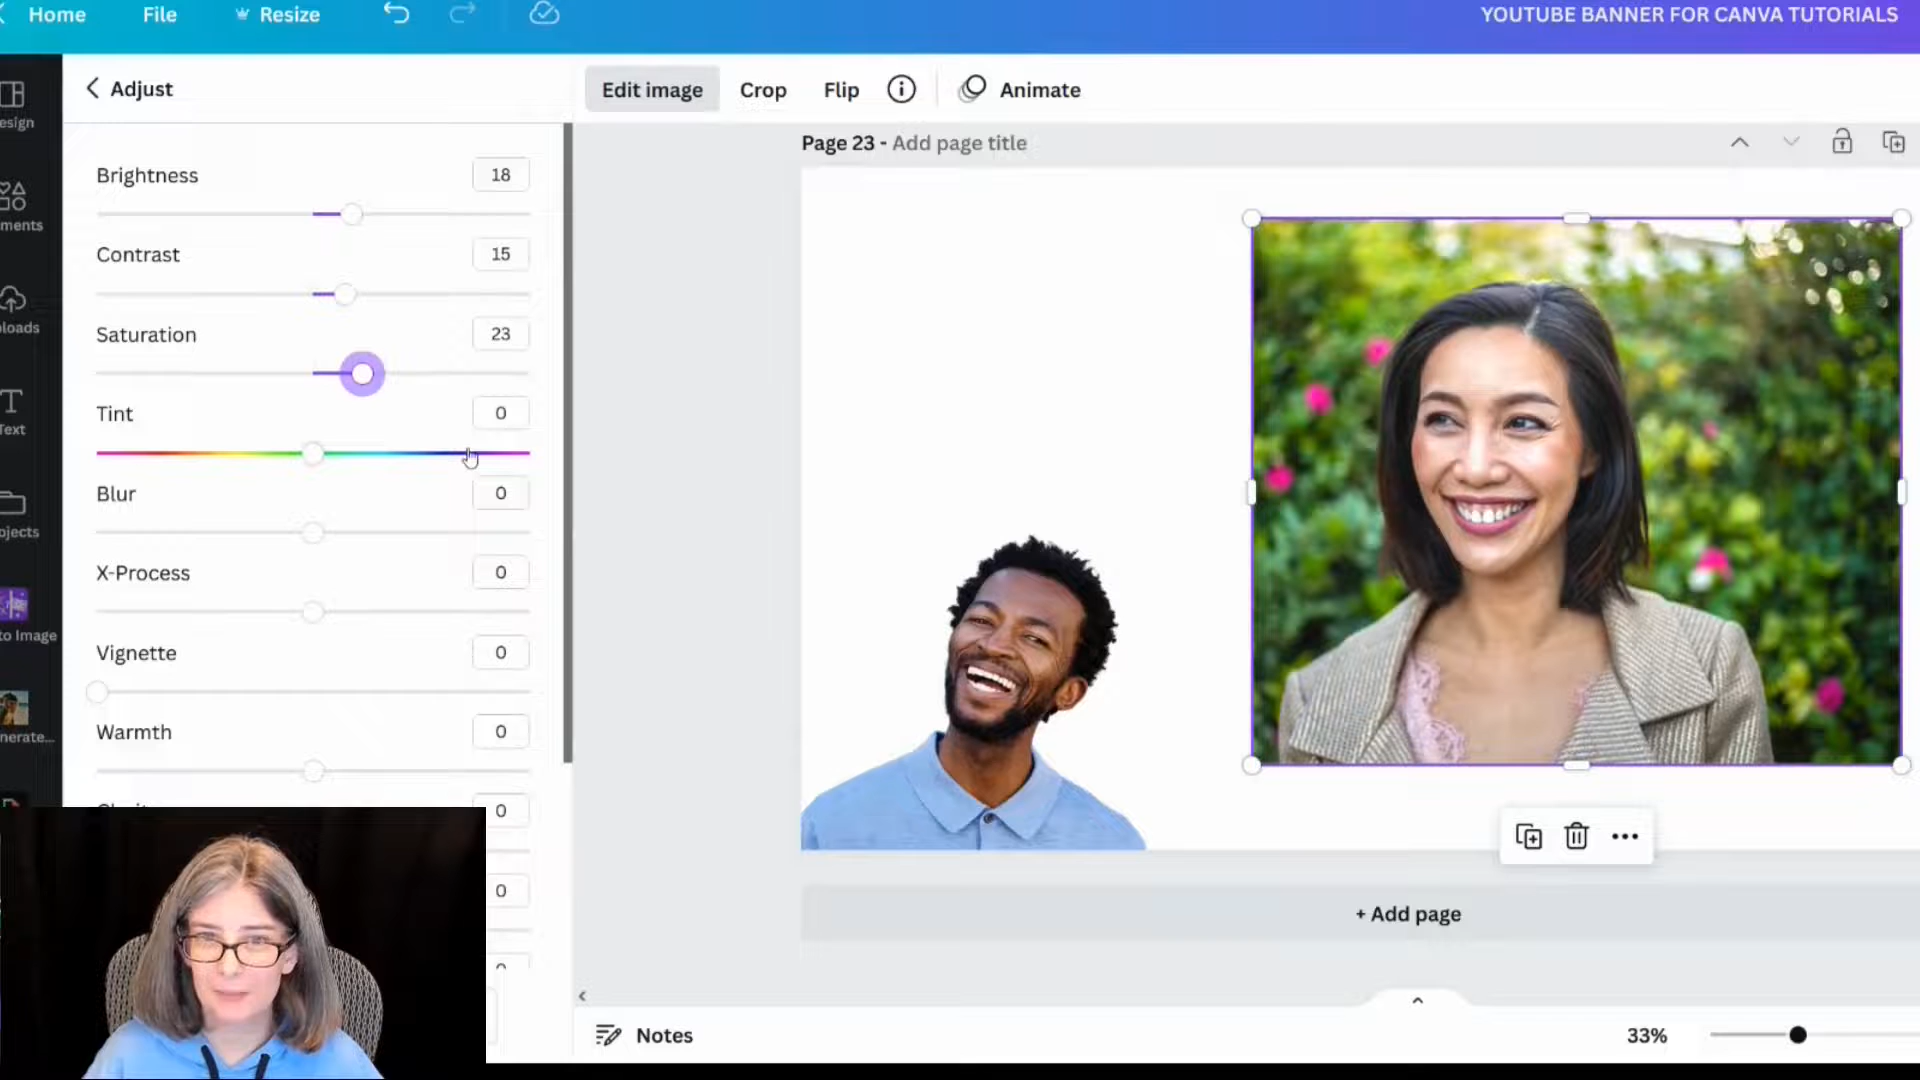 Home File Resize YOUTUBE BANNER FOR CANVA TUTORIALS
Adjust
Edit image Crop Flip Animate
Page 23 - Add page title
esign
Brightness 18
ments
Contrast 15
loads
Saturation 23
Text
Tint 0
ojects
Blur 0
X-Process 0
to Image
Vignette 0
nerate...
Warmth 0
0
0
+ Add page
Notes 33%